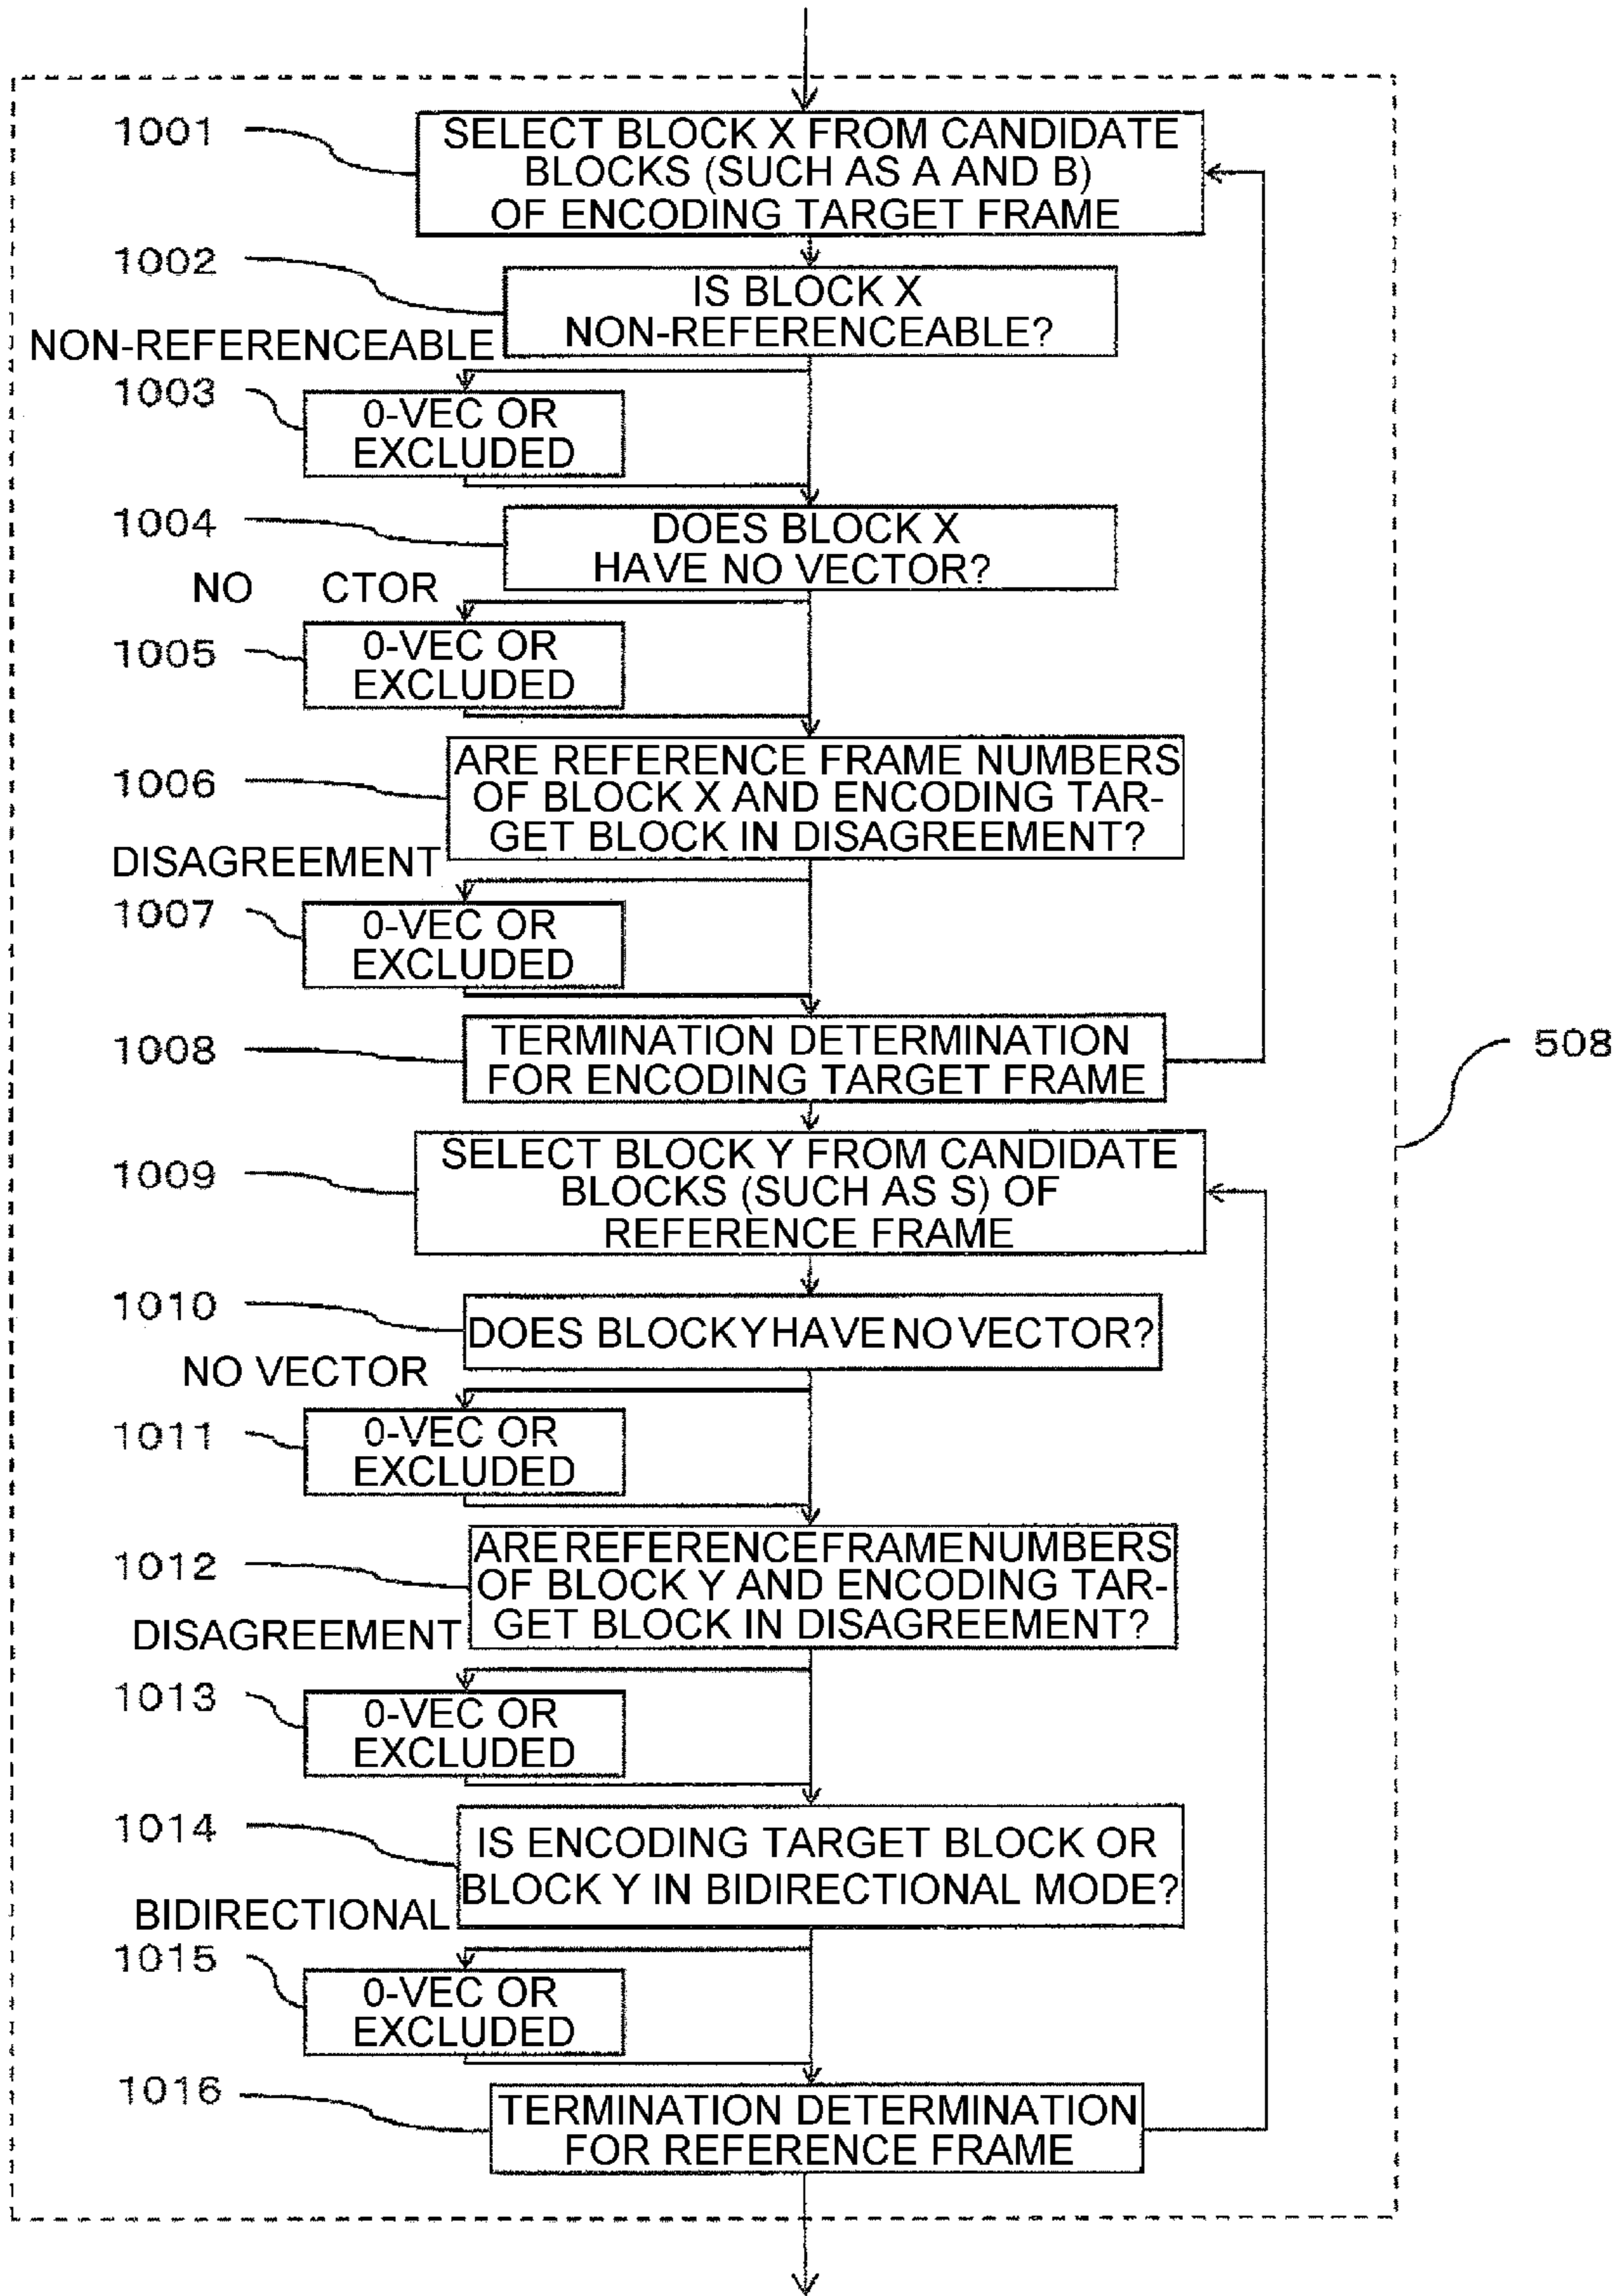 1001
SELECT BLOCK X FROM CANDIDATE
BLOCKS (SUCH AS A AND B)
OF ENCODING TARGET FRAME
1002
IS BLOCK X
NON-REFERENCEABLE?
NON-REFERENCEABLE
1003
0-VEC OR
EXCLUDED
1004
DOES BLOCK X
HAVE NO VECTOR?
NO CTOR
1005
0-VEC OR
EXCLUDED
1006
ARE REFERENCE FRAME NUMBERS
OF BLOCK X AND ENCODING TAR-
GET BLOCK IN DISAGREEMENT?
DISAGREEMENT
1007
0-VEC OR
EXCLUDED
1008
TERMINATION DETERMINATION
FOR ENCODING TARGET FRAME
508
1009
SELECT BLOCK Y FROM CANDIDATE
BLOCKS (SUCH AS S) OF
REFERENCE FRAME
1010
DOES BLOCK Y HAVE NO VECTOR?
NO VECTOR
1011
0-VEC OR
EXCLUDED
1012
ARE REFERENCE FRAME NUMBERS
OF BLOCK Y AND ENCODING TAR-
GET BLOCK IN DISAGREEMENT?
DISAGREEMENT
1013
0-VEC OR
EXCLUDED
1014
IS ENCODING TARGET BLOCK OR
BLOCK Y IN BIDIRECTIONAL MODE?
BIDIRECTIONAL
1015
0-VEC OR
EXCLUDED
1016
TERMINATION DETERMINATION
FOR REFERENCE FRAME